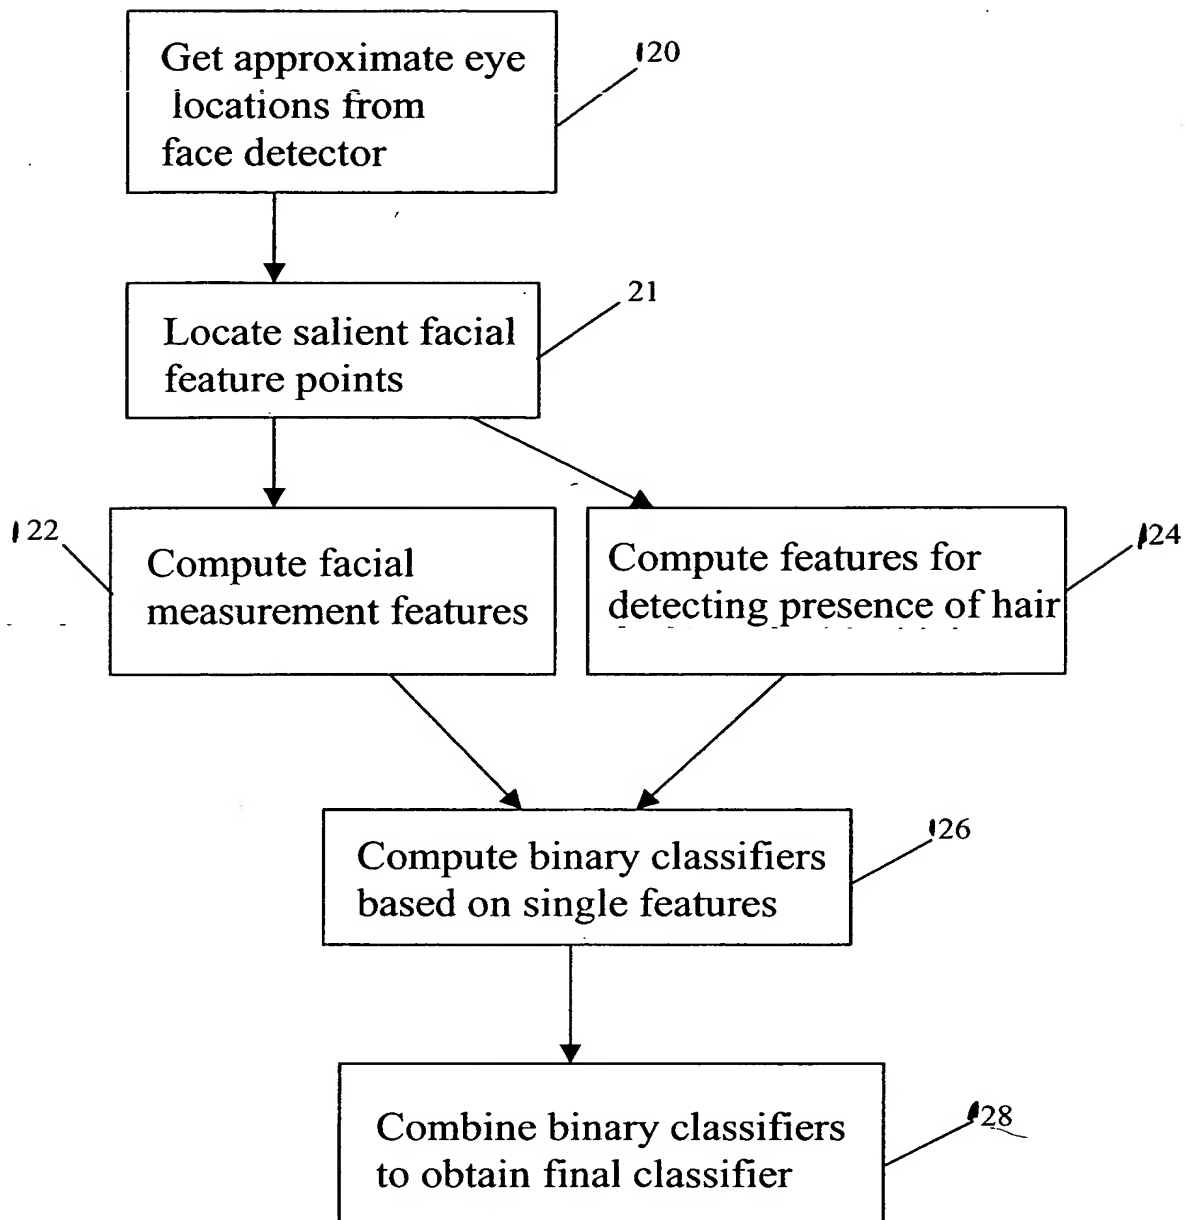 Get approximate eye
locations from
face detector
120
Locate salient facial
feature points
21
122
Compute facial
measurement features
Compute features for
detecting presence of hair
124
Compute binary classifiers
based on single features
126
Combine binary classifiers
to obtain final classifier
128